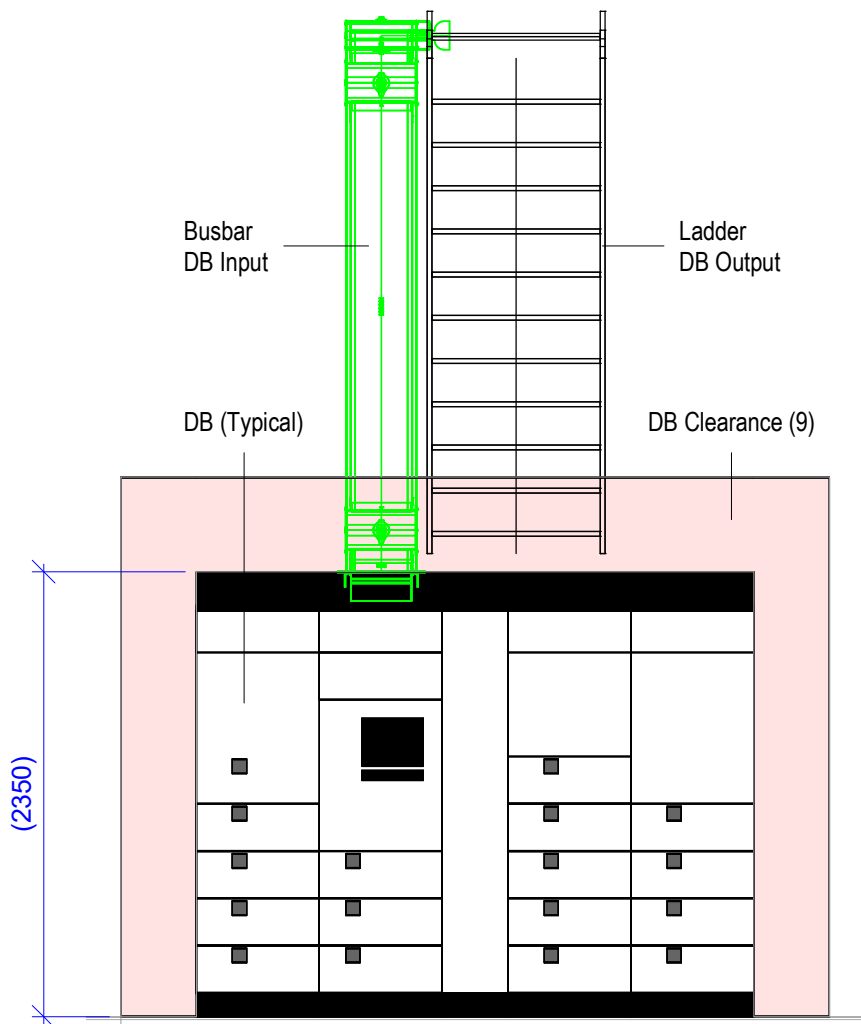 Busbar
DB Input
Ladder
DB Output
DB (Typical)
DB Clearance (9)
(2350)